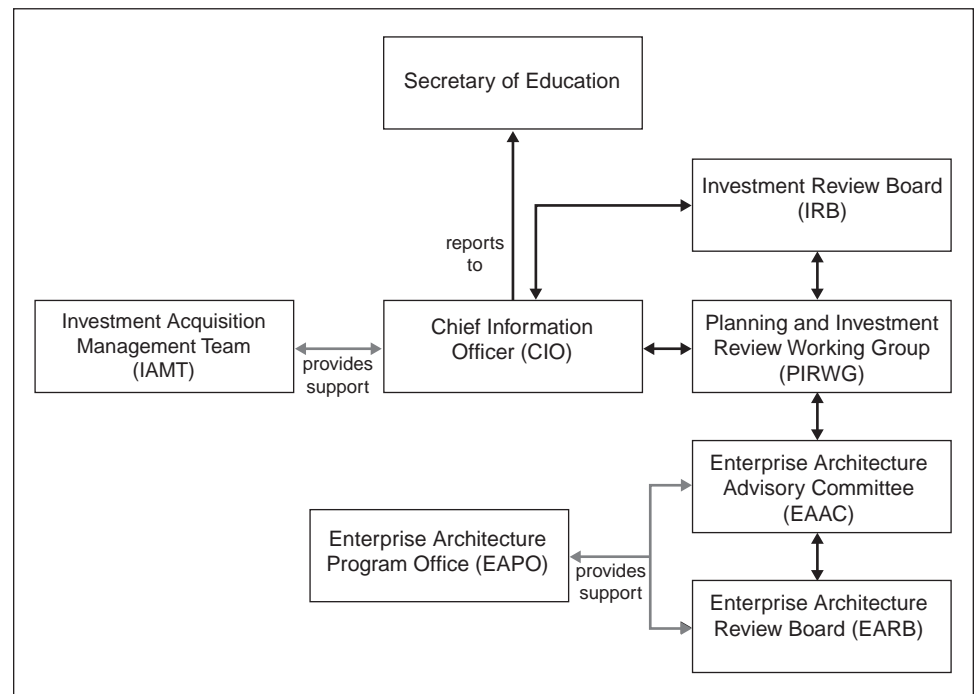 Secretary of Education
Investment Review Board
(IRB)
reports
to
Investment Acquisition
Management Team
(IAMT)
provides
support
Chief Information
Officer (CIO)
Planning and Investment
Review Working Group
(PIRWG)
Enterprise Architecture
Advisory Committee
(EAAC)
Enterprise Architecture
Program Office (EAPO)
provides
support
Enterprise Architecture
Review Board (EARB)